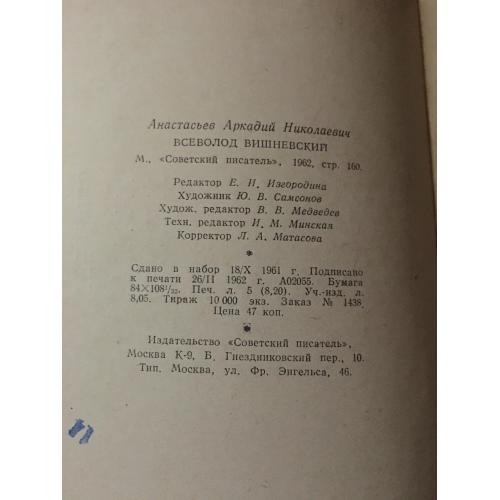 Анастасьев Аркадий Николаевич
ВСЕВОЛОД ВИШНЕВСКИЙ
М., «Советский писатель», 1962, стр. 160.
Редактор Е. И. Изгородина
Художник Ю. В. Самсонов
Худож. редактор В. В. Медведев
Техн. редактор И. М. Минская
Корректор Л. А. Матасова
*
Сдано в набор 18/X 1961 г. Подписано
к печати 26/II 1962 г. А02055. Бумага
84×108¹/₃₂. Печ. л. 5 (8,20). Уч.-изд. л.
8,05. Тираж 10 000 экз. Заказ № 1438.
Цена 47 коп.
*
Издательство «Советский писатель»,
Москва К-9, Б. Гнездниковский пер., 10.
Тип. Москва, ул. Фр. Энгельса, 46.
14